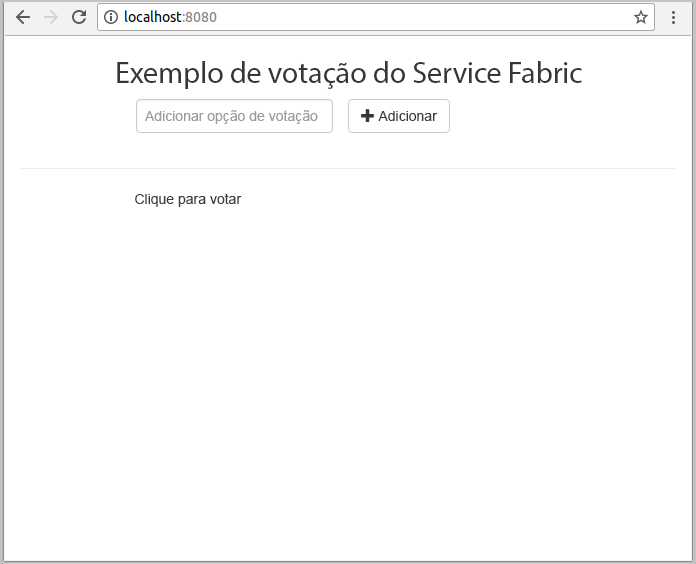 localhost:8080
Exemplo de votação do Service Fabric
Adicionar opção de votação
Adicionar
Clique para votar